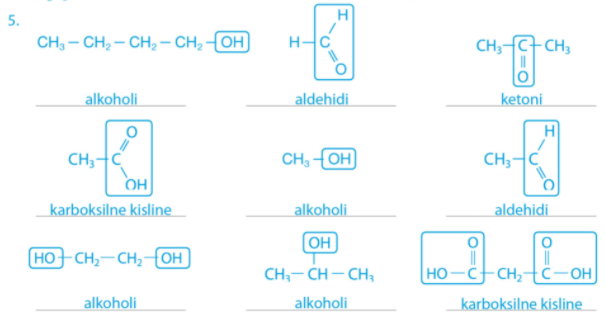 5.
CH₃ – CH₂ – CH₂ – CH₂ – OH
H
H – C
O
CH₃ – C – CH₃
O
alkoholi
aldehidi
ketoni
O
CH₃ – C
OH
CH₃ – OH
H
CH₃ – C
O
karboksilne kisline
alkoholi
aldehidi
HO – CH₂ – CH₂ – OH
OH
CH₃ – CH – CH₃
O O
HO – C – CH₂ – C – OH
alkoholi
alkoholi
karboksilne kisline